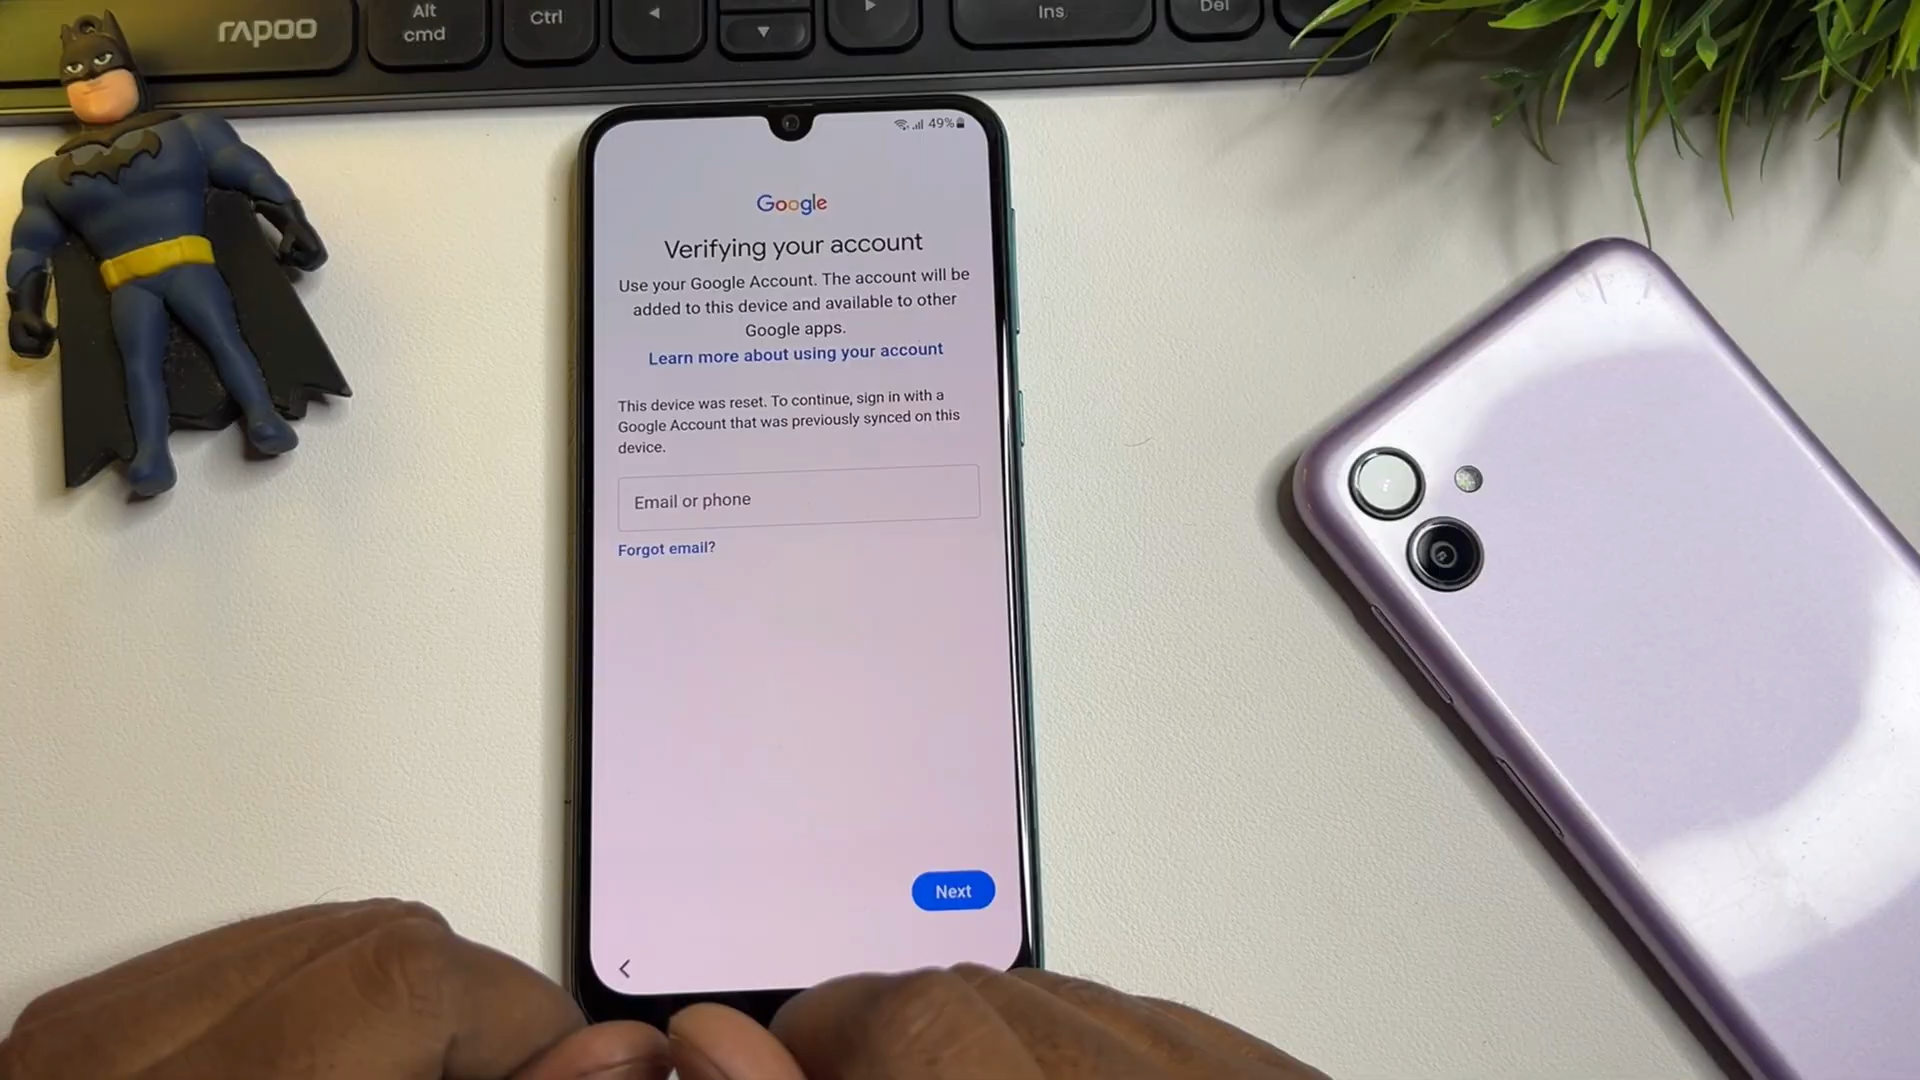 rapoo
Alt
cmd
Ctrl
Ins
Del
49%
Google
Verifying your account
Use your Google Account. The account will be
added to this device and available to other
Google apps.
Learn more about using your account
This device was reset. To continue, sign in with a
Google Account that was previously synced on this
device.
Email or phone
Forgot email?
Next